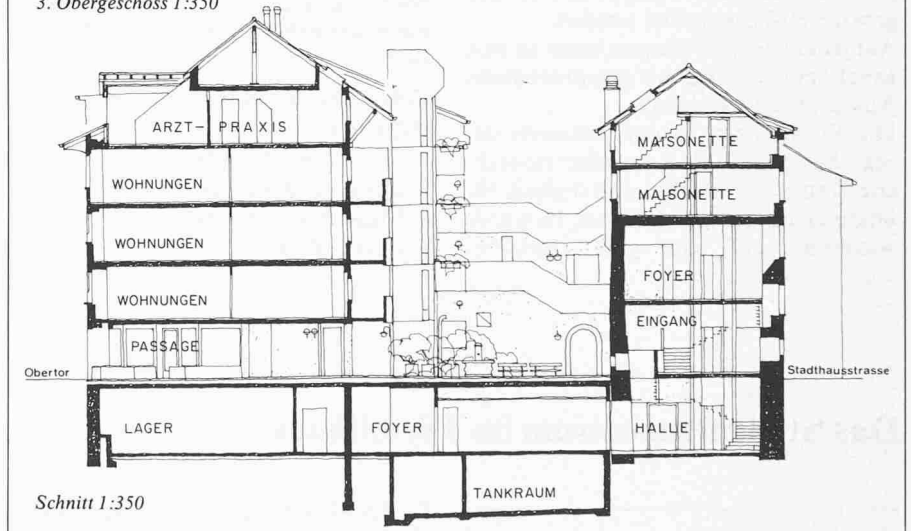 3. Obergeschoss 1:350
ARZT-PRAXIS
MAISONETTE
WOHNUNGEN
MAISONETTE
WOHNUNGEN
FOYER
WOHNUNGEN
EINGANG
PASSAGE
Obertor
Stadthausstrasse
LAGER
FOYER
HALLE
TANKRAUM
Schnitt 1:350